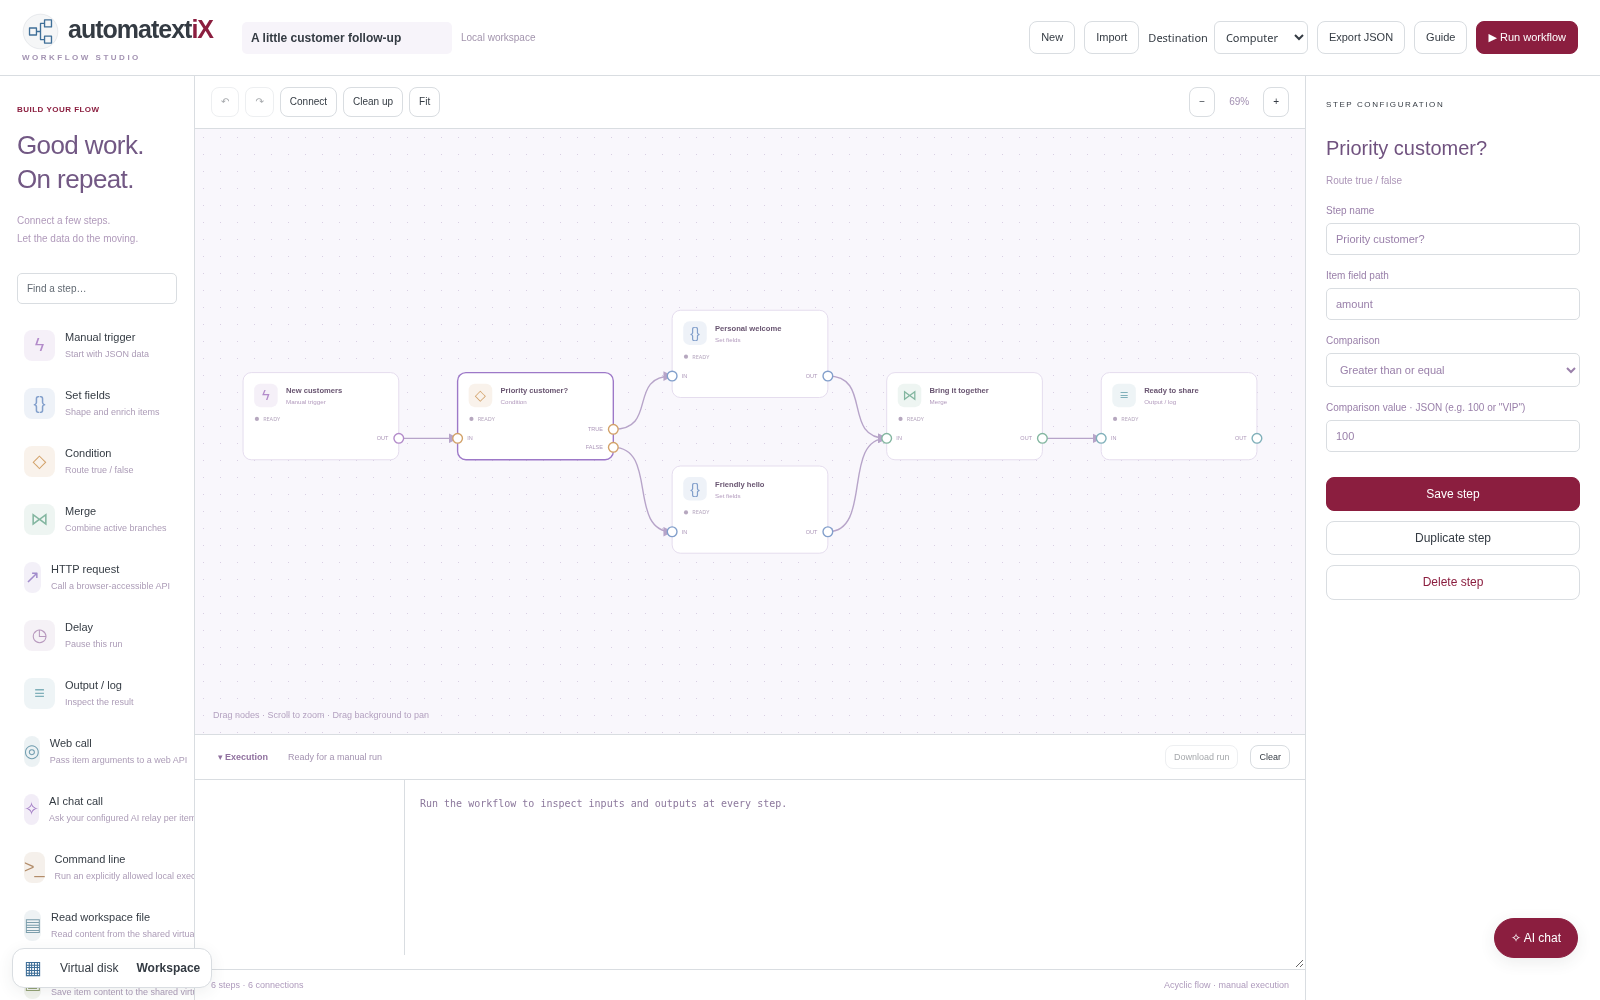 automatextiX
WORKFLOW STUDIO
A little customer follow-up
Local workspace
New
Import
Destination
Computer
Export JSON
Guide
▶ Run workflow
BUILD YOUR FLOW
Good work.
On repeat.
Connect a few steps.
Let the data do the moving.
Find a step…
Manual trigger
Start with JSON data
Set fields
Shape and enrich items
Condition
Route true / false
Merge
Combine active branches
HTTP request
Call a browser-accessible API
Delay
Pause this run
Output / log
Inspect the result
Web call
Pass item arguments to a web API
AI chat call
Ask your configured AI relay per item
Command line
Run an explicitly allowed local exec
Read workspace file
Read content from the shared virtua
Save item content to the shared virt
Virtual disk
Workspace
Connect
Clean up
Fit
− 69% +
New customers
Manual trigger
READY
OUT
Priority customer?
Condition
READY
IN
TRUE
FALSE
Personal welcome
Set fields
READY
IN
OUT
Friendly hello
Set fields
READY
IN
OUT
Bring it together
Merge
READY
IN
OUT
Ready to share
Output / log
READY
IN
OUT
Drag nodes · Scroll to zoom · Drag background to pan
▾ Execution
Ready for a manual run
Download run
Clear
Run the workflow to inspect inputs and outputs at every step.
6 steps · 6 connections
Acyclic flow · manual execution
STEP CONFIGURATION
Priority customer?
Route true / false
Step name
Priority customer?
Item field path
amount
Comparison
Greater than or equal
Comparison value · JSON (e.g. 100 or "VIP")
100
Save step
Duplicate step
Delete step
✧ AI chat